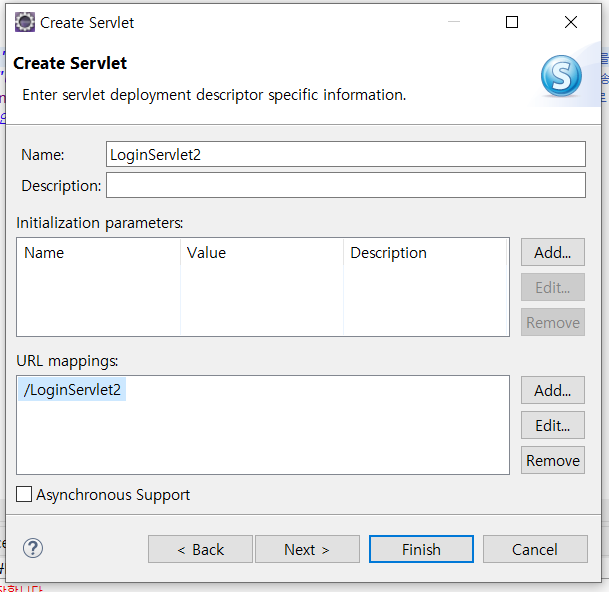 Create Servlet
Create Servlet
Enter servlet deployment descriptor specific information.
Name: LoginServlet2
Description:
Initialization parameters:
Name Value Description
Add...
Edit...
Remove
URL mappings:
/LoginServlet2
Add...
Edit...
Remove
Asynchronous Support
? < Back Next > Finish Cancel